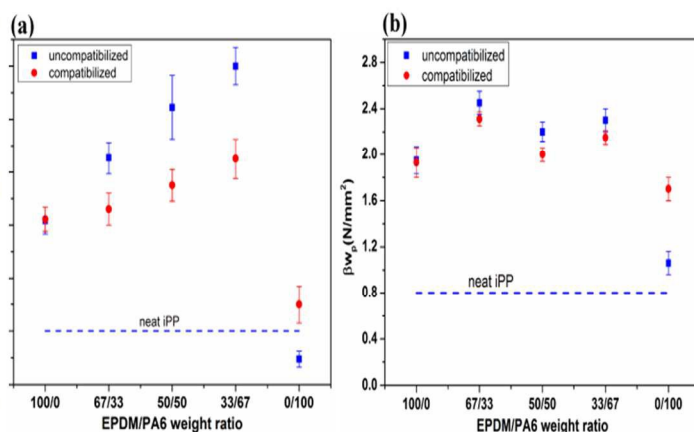 (a)
uncompatibilized
compatibilized
neat iPP
100/0 67/33 50/50 33/67 0/100
EPDM/PA6 weight ratio
(b)
uncompatibilized
compatibilized
2.8
2.4
2.0
1.6
1.2
0.8
0.4
0.0
βwₚ(N/mm²)
neat iPP
100/0 67/33 50/50 33/67 0/100
EPDM/PA6 weight ratio